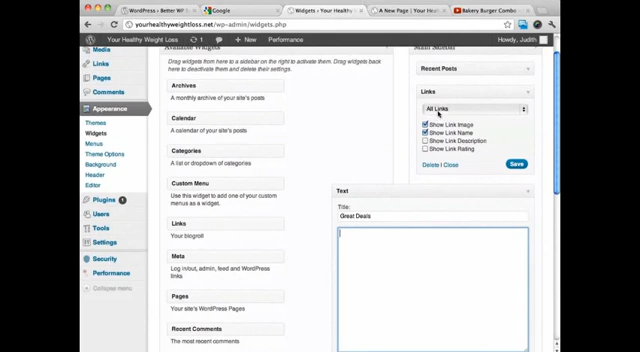 WordPress › Better WP
Google
Widgets ‹ Your Healthy
A New Page | Your Healt
Bakery Burger Combo
yourhealthyweightloss.net/wp-admin/widgets.php
Your Healthy Weight Loss
1
New
Performance
Howdy, Judith
Media
Links
Pages
Comments
Appearance
Themes
Widgets
Menus
Theme Options
Background
Header
Editor
Plugins 1
Users
Tools
Settings
Security
Performance
Collapse menu
Available Widgets
Drag widgets from here to a sidebar on the right to activate them. Drag widgets
back here to deactivate them and delete their settings.
Archives
A monthly archive of your site's posts
Calendar
A calendar of your site's posts
Categories
A list or dropdown of categories
Custom Menu
Use this widget to add one of your custom
menus as a widget.
Links
Your blogroll
Meta
Log in/out, admin, feed and WordPress
links
Pages
Your site's WordPress Pages
Recent Comments
The most recent comments
Main Sidebar
Recent Posts
Links
All Links
Show Link Image
Show Link Name
Show Link Description
Show Link Rating
Delete | Close
Save
Text
Title:
Great Deals